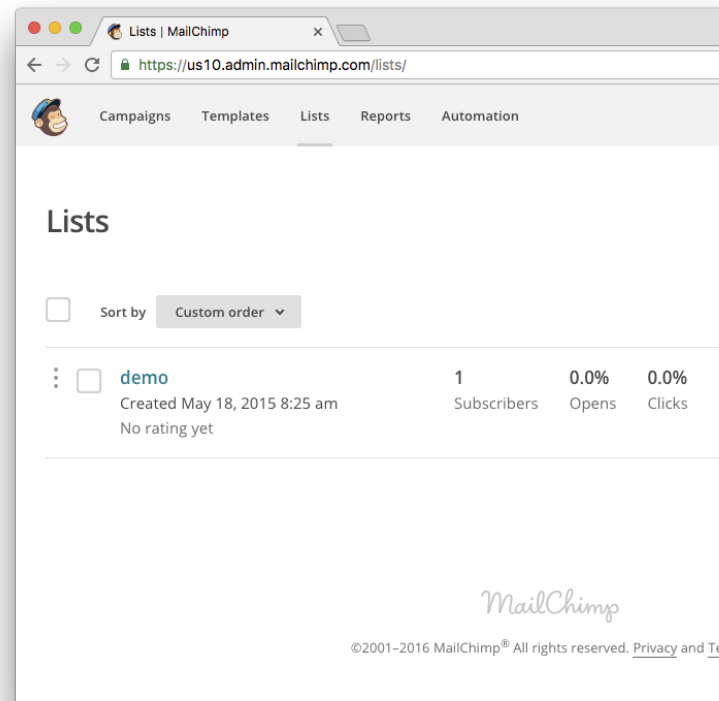 Lists | MailChimp
https://us10.admin.mailchimp.com/lists/
Campaigns Templates Lists Reports Automation
Lists
Sort by Custom order
demo 1 0.0% 0.0%
Created May 18, 2015 8:25 am Subscribers Opens Clicks
No rating yet
MailChimp
©2001–2016 MailChimp® All rights reserved. Privacy and